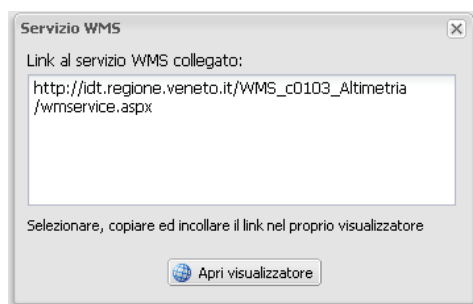 Servizio WMS
Link al servizio WMS collegato:
http://idt.regione.veneto.it/WMS_c0103_Altimetria
/wmservice.aspx
Selezionare, copiare ed incollare il link nel proprio visualizzatore
Apri visualizzatore